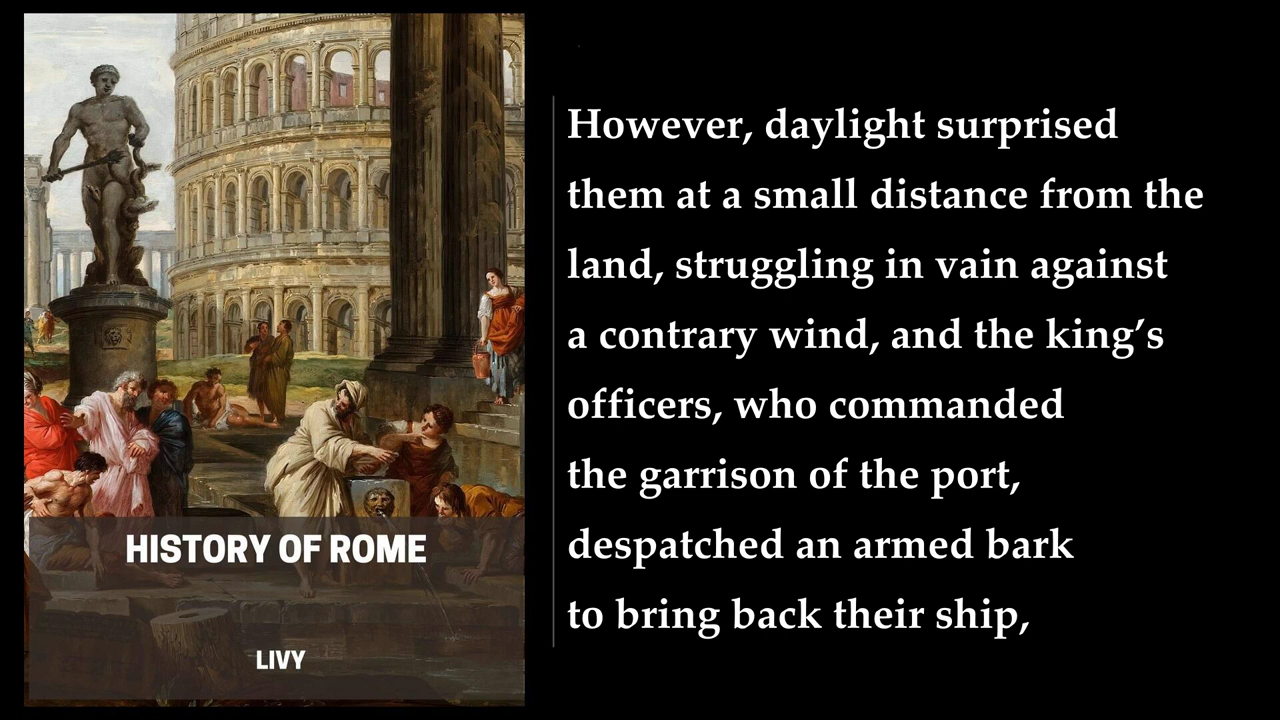 HISTORY OF ROME
LIVY
However, daylight surprised
them at a small distance from the
land, struggling in vain against
a contrary wind, and the king’s
officers, who commanded
the garrison of the port,
despatched an armed bark
to bring back their ship,